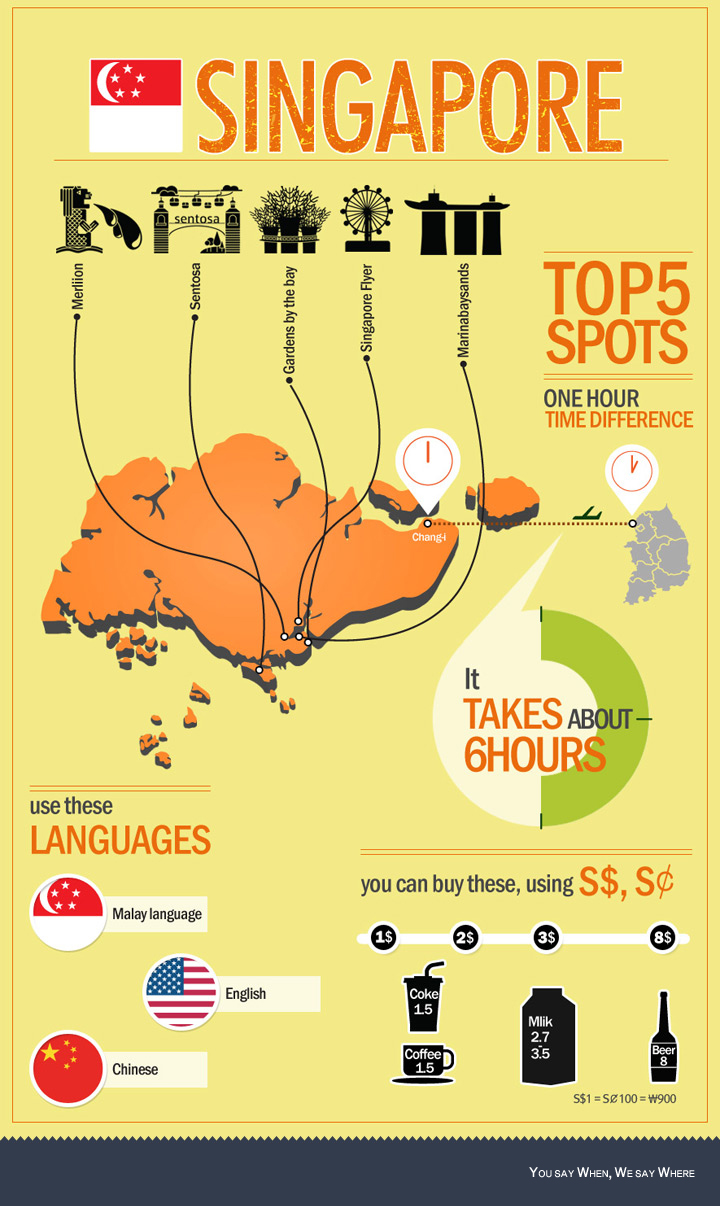 SINGAPORE
sentosa
Merliion
Sentosa
Gardens by the bay
Singapore Flyer
Marinabaysands
TOP5
SPOTS
ONE HOUR
TIME DIFFERENCE
Chang-i
It
TAKES ABOUT
6HOURS
use these
LANGUAGES
Malay language
English
Chinese
you can buy these, using S$, S¢
1$ 2$ 3$ 8$
Coke
1.5
Coffee
1.5
Mlik
2.7
-
3.5
Beer
8
S$1 = S¢100 = ₩900
YOU SAY WHEN, WE SAY WHERE